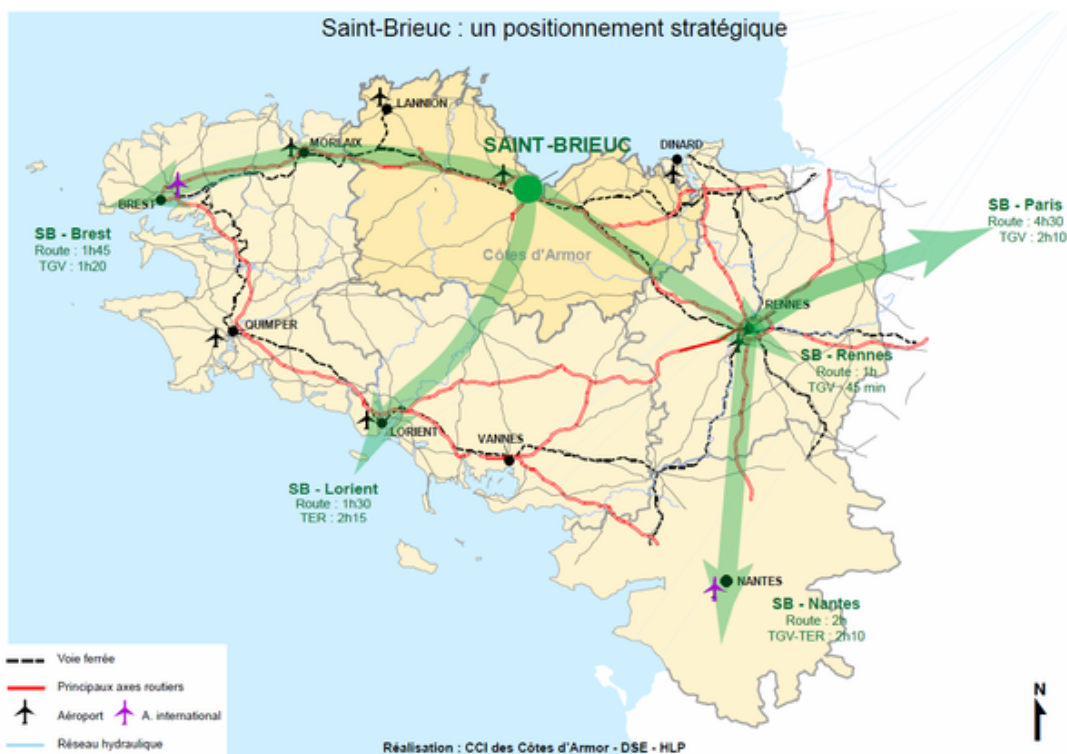 Saint-Brieuc : un positionnement stratégique
LANNION
MORLAIX
SAINT-BRIEUC
DINARD
BREST
SB - Brest
Route : 1h45
TGV : 1h20
SB - Paris
Route : 4h30
TGV : 2h10
Côtes d'Armor
QUIMPER
RENNES
SB - Rennes
Route : 1h
TGV : 45 min
LORIENT
VANNES
SB - Lorient
Route : 1h30
TER : 2h15
NANTES
SB - Nantes
Route : 2h
TGV-TER : 2h10
Voie ferrée
Principaux axes routiers
Aéroport
A. international
Réseau hydraulique
N
Réalisation : CCI des Côtes d'Armor - DSE - HLP